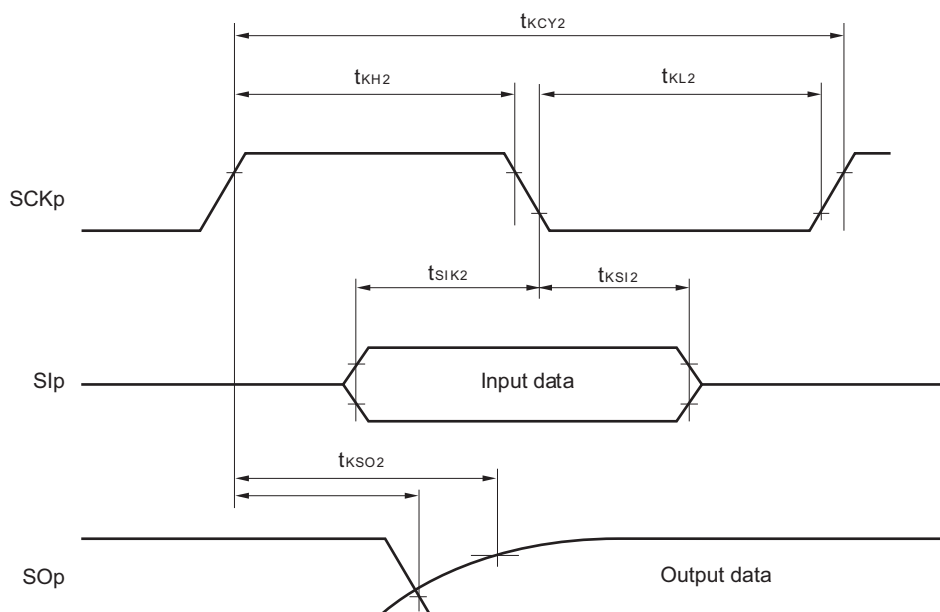 tKCY2
tKH2
tKL2
SCKp
tSIK2
tKSI2
SIp
Input data
tKSO2
SOp
Output data